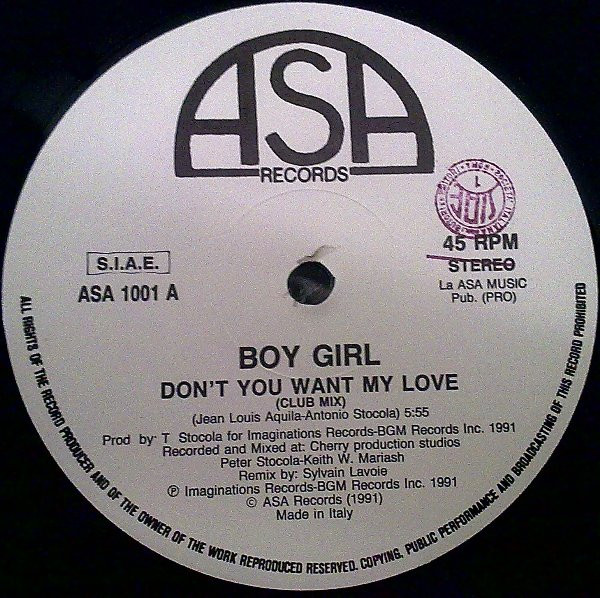 ASA
RECORDS
45 RPM
S.I.A.E.
STEREO
ASA 1001 A
La ASA MUSIC
Pub. (PRO)
BOY GIRL
DON'T YOU WANT MY LOVE
(CLUB MIX)
(Jean Louis Aquila-Antonio Stocola) 5:55
Prod by· T Stocola for Imaginations Records-BGM Records Inc. 1991
Recorded and Mixed at: Cherry production studios
Peter Stocola-Keith W. Mariash
Remix by: Sylvain Lavoie
℗ Imaginations Records-BGM Records Inc. 1991
© ASA Records (1991)
Made in Italy
ALL RIGHTS OF THE RECORD PRODUCER AND OF THE OWNER OF THE WORK REPRODUCED RESERVED. COPYING, PUBLIC PERFORMANCE AND BROADCASTING OF THIS RECORD PROHIBITED